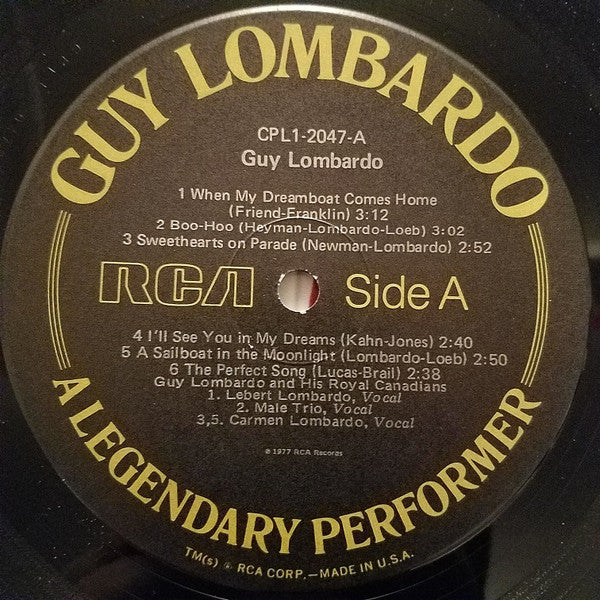 GUY LOMBARDO
CPL1-2047-A
Guy Lombardo
1 When My Dreamboat Comes Home
(Friend-Franklin) 3:12
2 Boo-Hoo (Heyman-Lombardo-Loeb) 3:02
3 Sweethearts on Parade (Newman-Lombardo) 2:52
RCA Side A
4 I'll See You in My Dreams (Kahn-Jones) 2:40
5 A Sailboat in the Moonlight (Lombardo-Loeb) 2:50
6 The Perfect Song (Lucas-Brail) 2:38
Guy Lombardo and His Royal Canadians
1. Lebert Lombardo, Vocal
2. Male Trio, Vocal
3,5. Carmen Lombardo, Vocal
℗ 1977 RCA Records
A LEGENDARY PERFORMER
TM(s) ® RCA CORP.—MADE IN U.S.A.